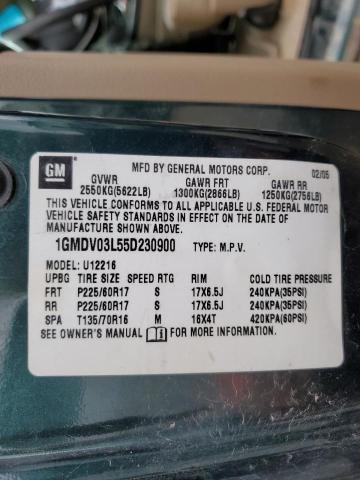 GM
MFD BY GENERAL MOTORS CORP. 02/05
GVWR GAWR FRT GAWR RR
2550KG(5622LB) 1300KG(2866LB) 1250KG(2756LB)
THIS VEHICLE CONFORMS TO ALL APPLICABLE U.S. FEDERAL
MOTOR VEHICLE SAFETY STANDARDS IN EFFECT ON THE DATE OF
MANUFACTURE SHOWN ABOVE.
1GMDV03L55D230900 TYPE: M.P.V.
MODEL: U12216
UPBG TIRE SIZE SPEED RTG RIM COLD TIRE PRESSURE
FRT P225/60R17 S 17X6.5J 240KPA(35PSI)
RR P225/60R17 S 17X6.5J 240KPA(35PSI)
SPA T135/70R16 M 16X4T 420KPA(60PSI)
SEE OWNER'S MANUAL FOR ADDITIONAL INFORMATION.